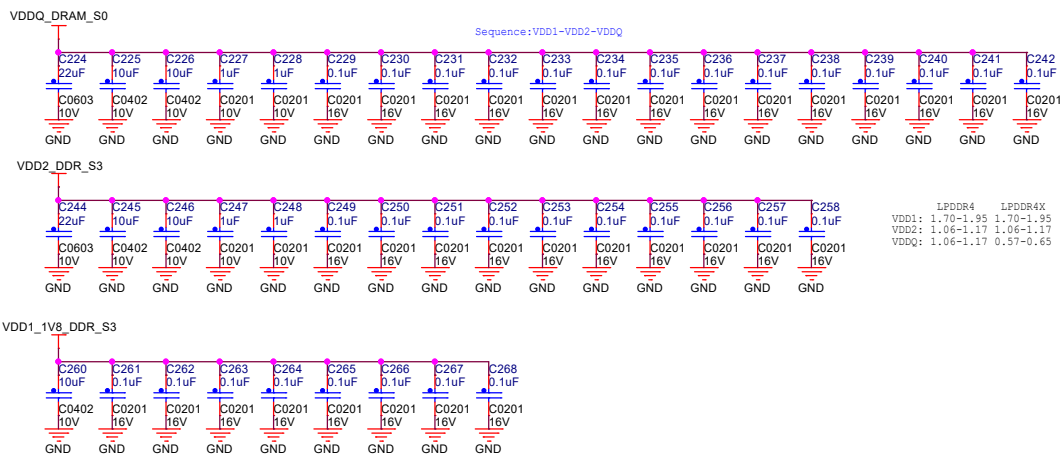 VDDQ_DRAM_S0
Sequence:VDD1-VDD2-VDDQ
C224 C225 C226 C227 C228 C229 C230 C231 C232 C233 C234 C235 C236 C237 C238 C239 C240 C241 C242
22uF 10uF 10uF 1uF 1uF 0.1uF 0.1uF 0.1uF 0.1uF 0.1uF 0.1uF 0.1uF 0.1uF 0.1uF 0.1uF 0.1uF 0.1uF 0.1uF 0.1uF
C0603 C0402 C0402 C0201 C0201 C0201 C0201 C0201 C0201 C0201 C0201 C0201 C0201 C0201 C0201 C0201 C0201 C0201 C0201
10V 10V 10V 10V 10V 16V 16V 16V 16V 16V 16V 16V 16V 16V 16V 16V 16V 16V 16V
GND GND GND GND GND GND GND GND GND GND GND GND GND GND GND GND GND GND GND
VDD2_DDR_S3
C244 C245 C246 C247 C248 C249 C250 C251 C252 C253 C254 C255 C256 C257 C258
22uF 10uF 10uF 1uF 1uF 0.1uF 0.1uF 0.1uF 0.1uF 0.1uF 0.1uF 0.1uF 0.1uF 0.1uF 0.1uF
C0603 C0402 C0402 C0201 C0201 C0201 C0201 C0201 C0201 C0201 C0201 C0201 C0201 C0201 C0201
10V 10V 10V 10V 10V 16V 16V 16V 16V 16V 16V 16V 16V 16V 16V
GND GND GND GND GND GND GND GND GND GND GND GND GND GND GND
LPDDR4 LPDDR4X
VDD1: 1.70-1.95 1.70-1.95
VDD2: 1.06-1.17 1.06-1.17
VDDQ: 1.06-1.17 0.57-0.65
VDD1_1V8_DDR_S3
C260 C261 C262 C263 C264 C265 C266 C267 C268
10uF 0.1uF 0.1uF 0.1uF 0.1uF 0.1uF 0.1uF 0.1uF 0.1uF
C0402 C0201 C0201 C0201 C0201 C0201 C0201 C0201 C0201
10V 16V 16V 16V 16V 16V 16V 16V 16V
GND GND GND GND GND GND GND GND GND